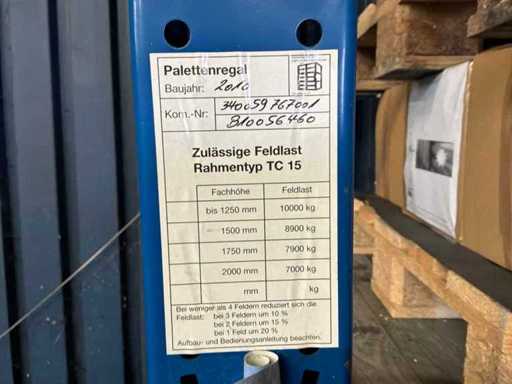 Palettenregal
Baujahr: 2010
Kom.-Nr: 340059767001
810056460
Zulässige Feldlast
Rahmentyp TC 15
Fachhöhe Feldlast
bis 1250 mm 10000 kg
1500 mm 8900 kg
1750 mm 7900 kg
2000 mm 7000 kg
mm kg
Bei weniger als 4 Feldern reduziert sich die
Feldlast: bei 3 Feldern um 10 %
bei 2 Feldern um 15 %
bei 1 Feld um 20 %
Aufbau- und Bedienungsanleitung beachten.